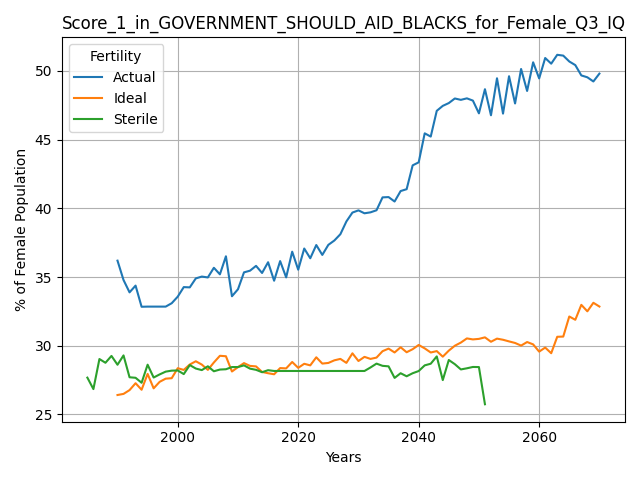 Score_1_in_GOVERNMENT_SHOULD_AID_BLACKS_for_Female_Q3_IQ
Fertility
Actual
Ideal
Sterile
% of Female Population
50
45
40
35
30
25
2000
2020
2040
2060
Years